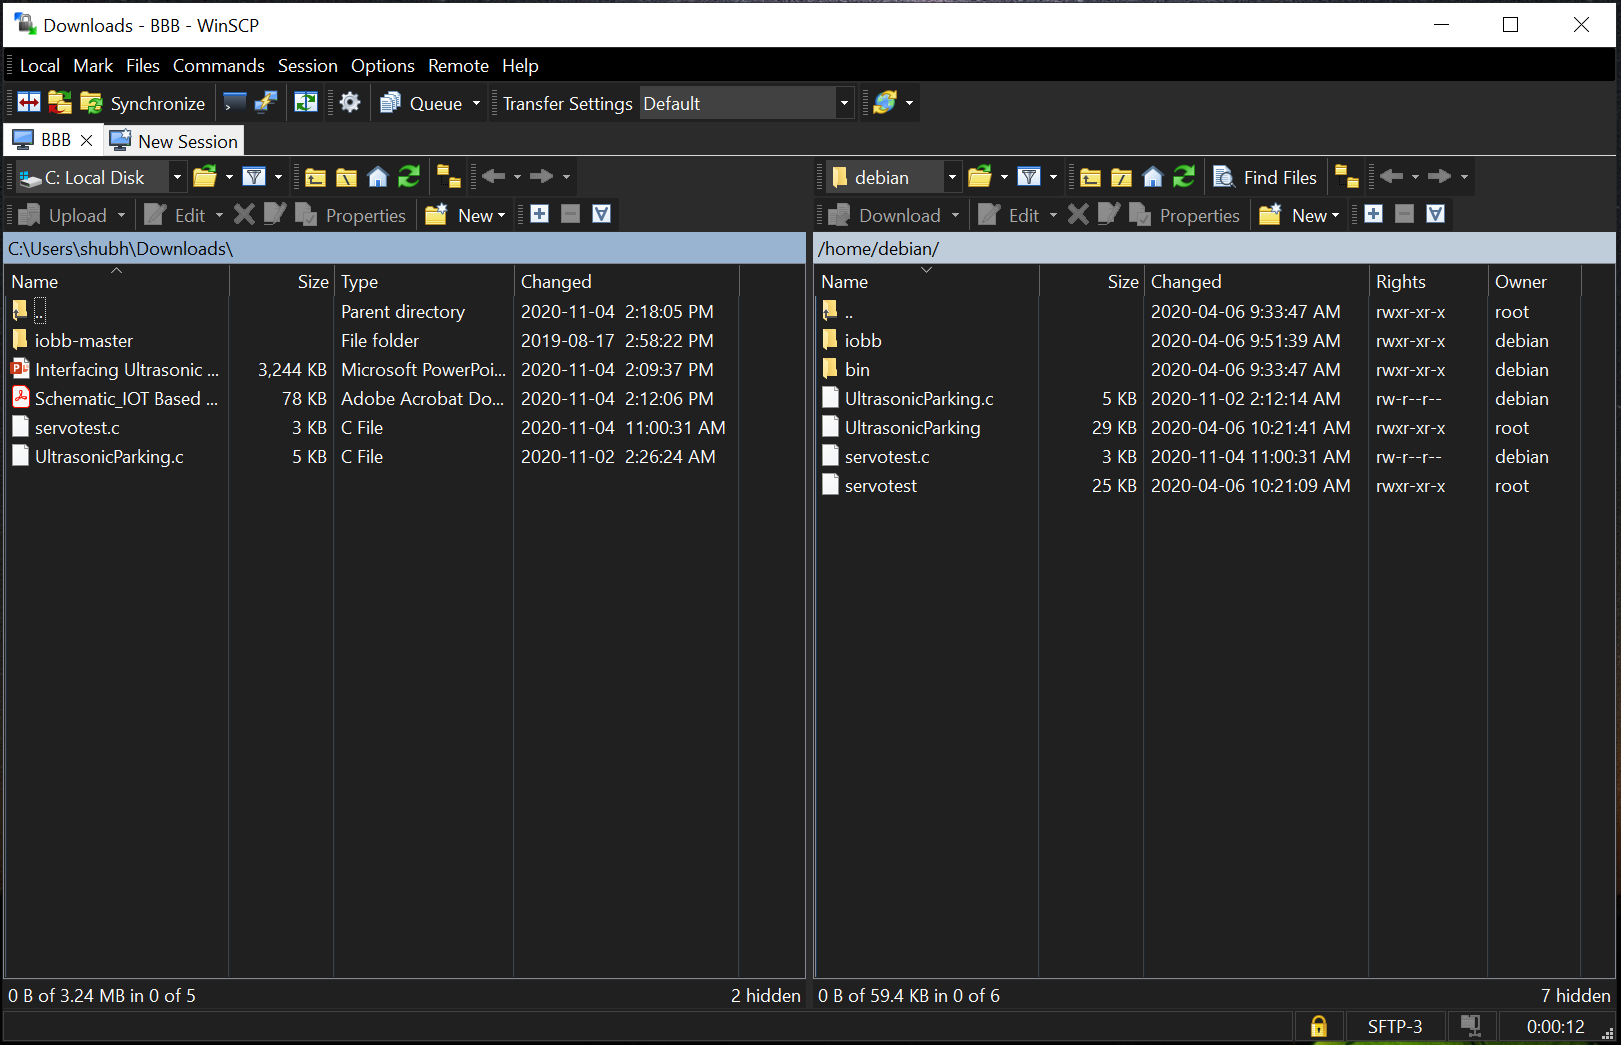 Downloads - BBB - WinSCP
Local Mark Files Commands Session Options Remote Help
Synchronize Queue Transfer Settings Default
BBB New Session
C: Local Disk
Upload Edit Properties New
C:\Users\shubh\Downloads\
Name Size Type Changed
.. Parent directory 2020-11-04 2:18:05 PM
iobb-master File folder 2019-08-17 2:58:22 PM
Interfacing Ultrasonic ... 3,244 KB Microsoft PowerPoi... 2020-11-04 2:09:37 PM
Schematic_IOT Based ... 78 KB Adobe Acrobat Do... 2020-11-04 2:12:06 PM
servotest.c 3 KB C File 2020-11-04 11:00:31 AM
UltrasonicParking.c 5 KB C File 2020-11-02 2:26:24 AM
0 B of 3.24 MB in 0 of 5 2 hidden
debian Find Files
Download Edit Properties New
/home/debian/
Name Size Changed Rights Owner
.. 2020-04-06 9:33:47 AM rwxr-xr-x root
iobb 2020-04-06 9:51:39 AM rwxr-xr-x debian
bin 2020-04-06 9:33:47 AM rwxr-xr-x debian
UltrasonicParking.c 5 KB 2020-11-02 2:12:14 AM rw-r--r-- debian
UltrasonicParking 29 KB 2020-04-06 10:21:41 AM rwxr-xr-x root
servotest.c 3 KB 2020-11-04 11:00:31 AM rw-r--r-- debian
servotest 25 KB 2020-04-06 10:21:09 AM rwxr-xr-x root
0 B of 59.4 KB in 0 of 6 7 hidden
SFTP-3 0:00:12